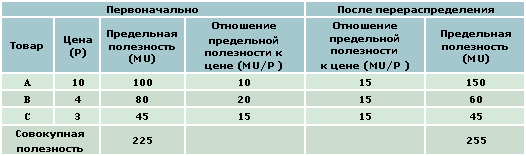 Первоначально
После перераспределения
Товар
Цена
(P)
Предельная
полезность
(MU)
Отношение
предельной
полезности к
цене (MU/P )
Отношение
предельной
полезности
к цене (MU/P )
Предельная
полезность
(MU)
A 10 100 10 15 150
B 4 80 20 15 60
C 3 45 15 15 45
Совокупная
полезность
225 255